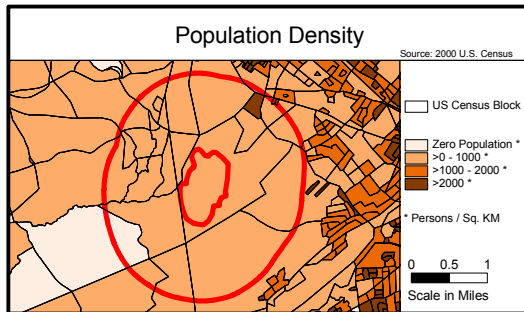 Population Density
Source: 2000 U.S. Census
US Census Block
Zero Population *
>0 - 1000 *
>1000 - 2000 *
>2000 *
* Persons / Sq. KM
0 0.5 1
Scale in Miles